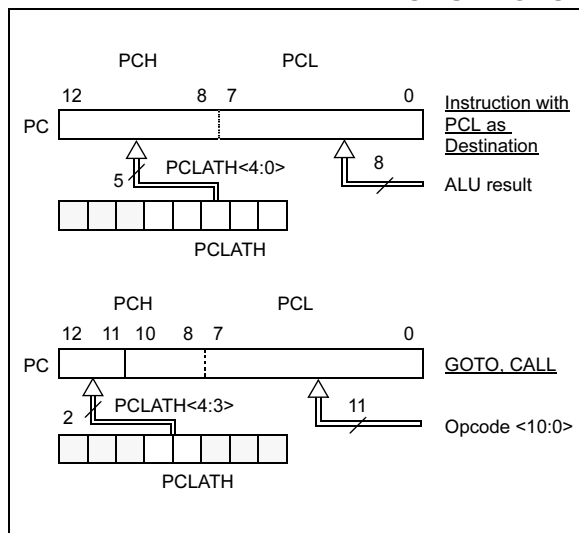 PCH PCL
12 8 7 0
PC
Instruction with
PCL as
Destination
PCLATH<4:0>
5
8
ALU result
PCLATH
PCH PCL
12 11 10 8 7 0
PC
GOTO, CALL
PCLATH<4:3>
2
11
Opcode <10:0>
PCLATH